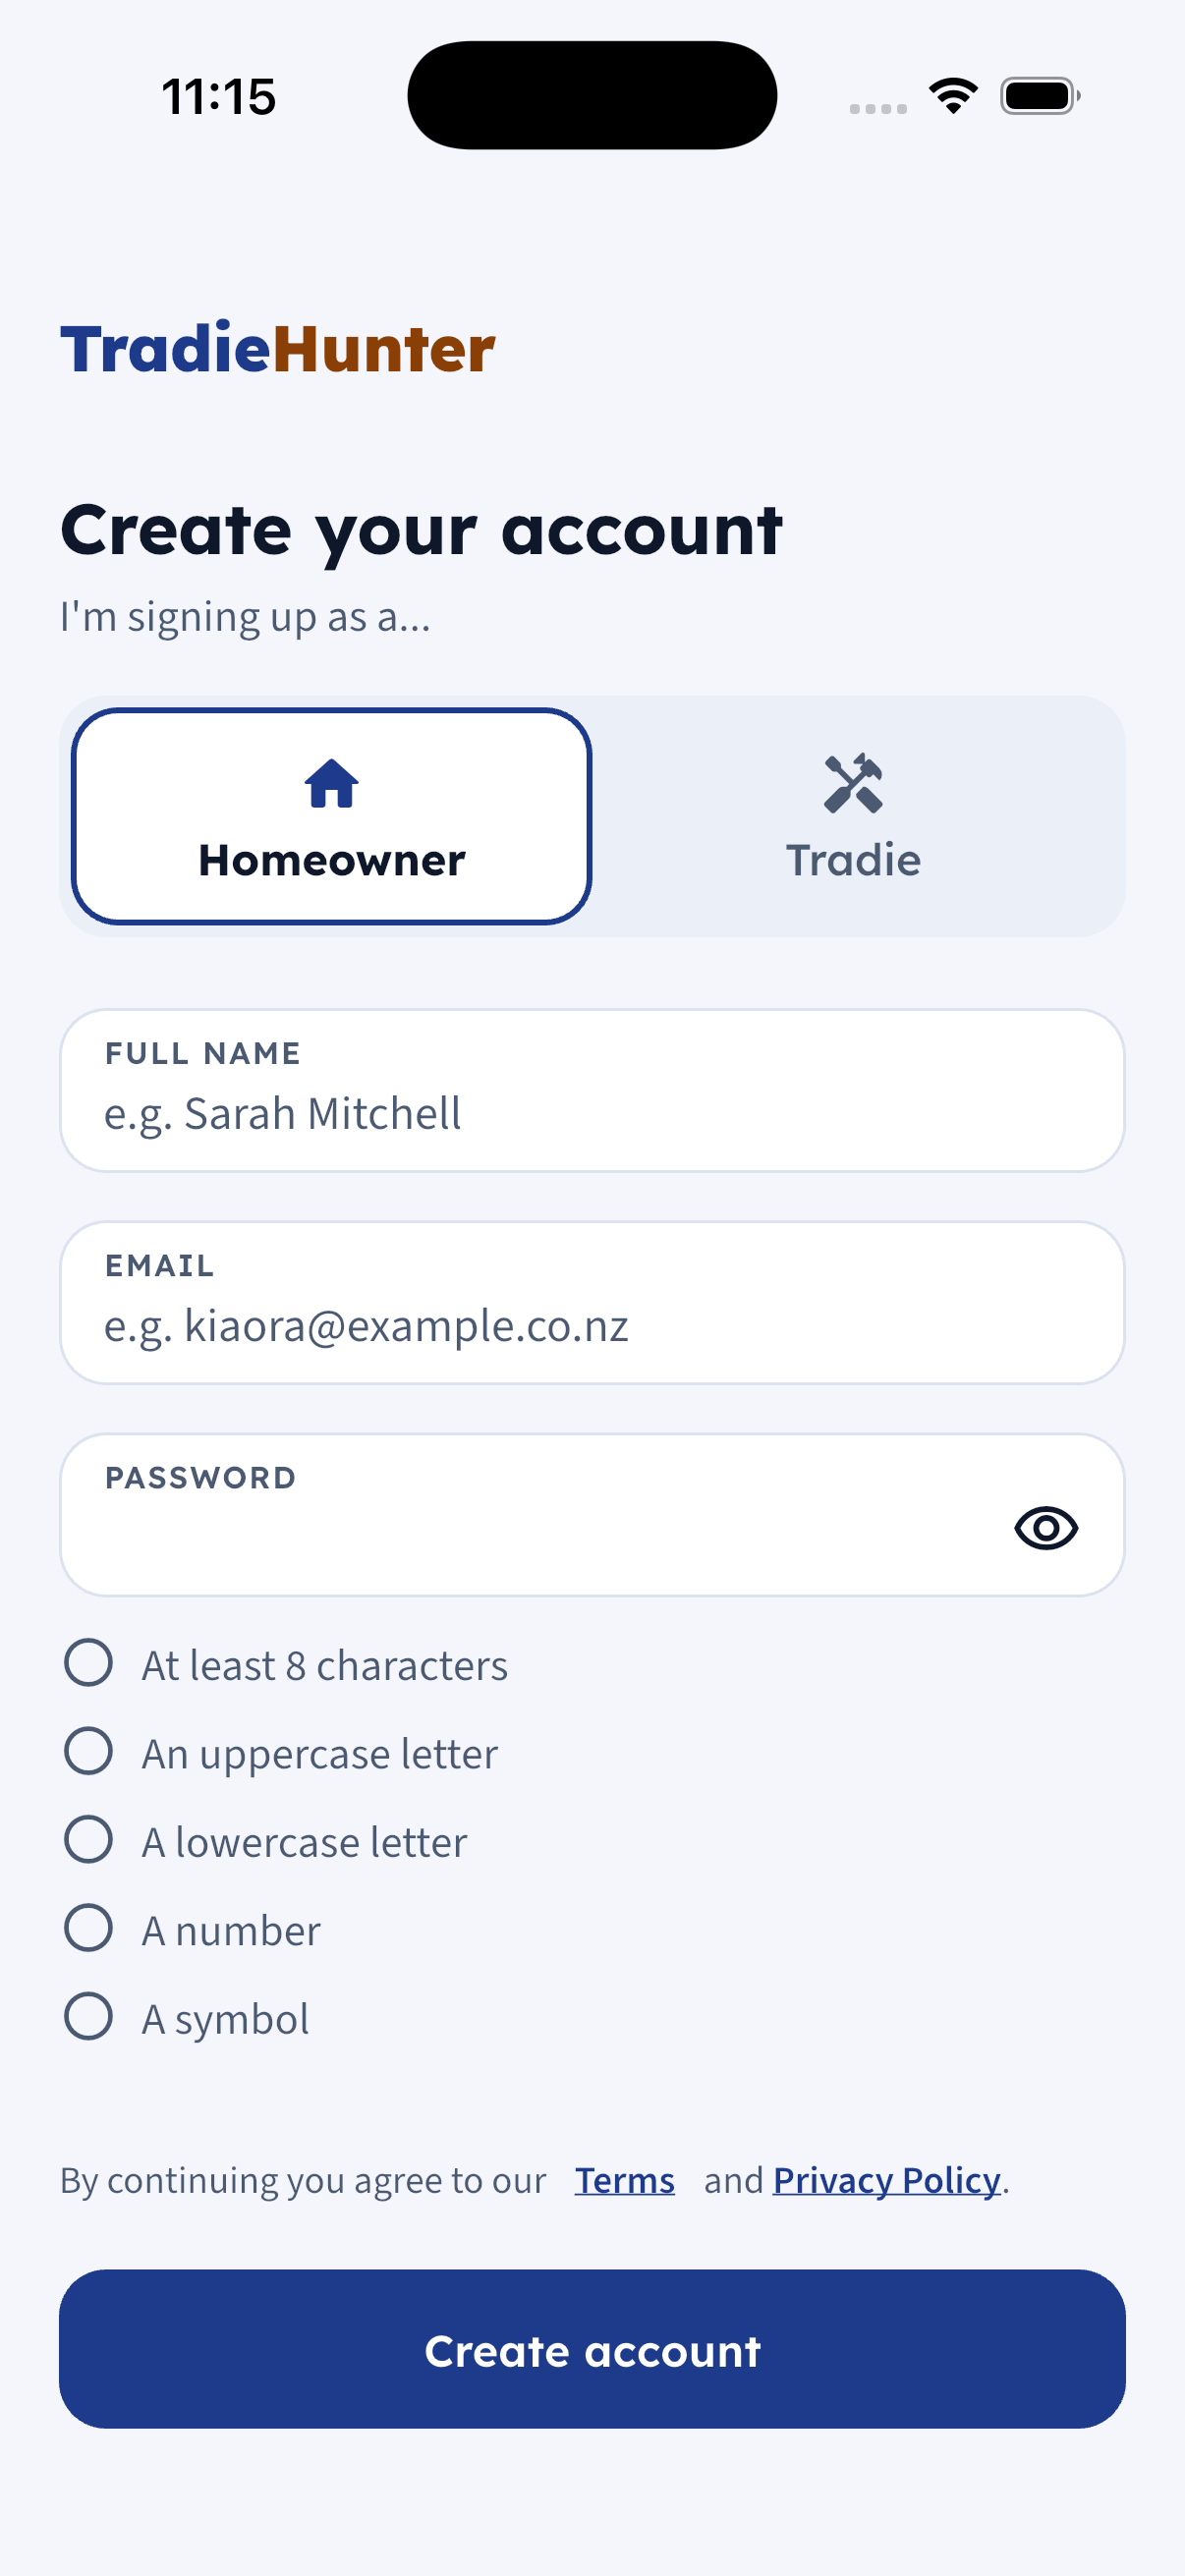 11:15
TradieHunter
Create your account
I'm signing up as a...
Homeowner
Tradie
FULL NAME
e.g. Sarah Mitchell
EMAIL
e.g. kiaora@example.co.nz
PASSWORD
At least 8 characters
An uppercase letter
A lowercase letter
A number
A symbol
By continuing you agree to our Terms and Privacy Policy.
Create account